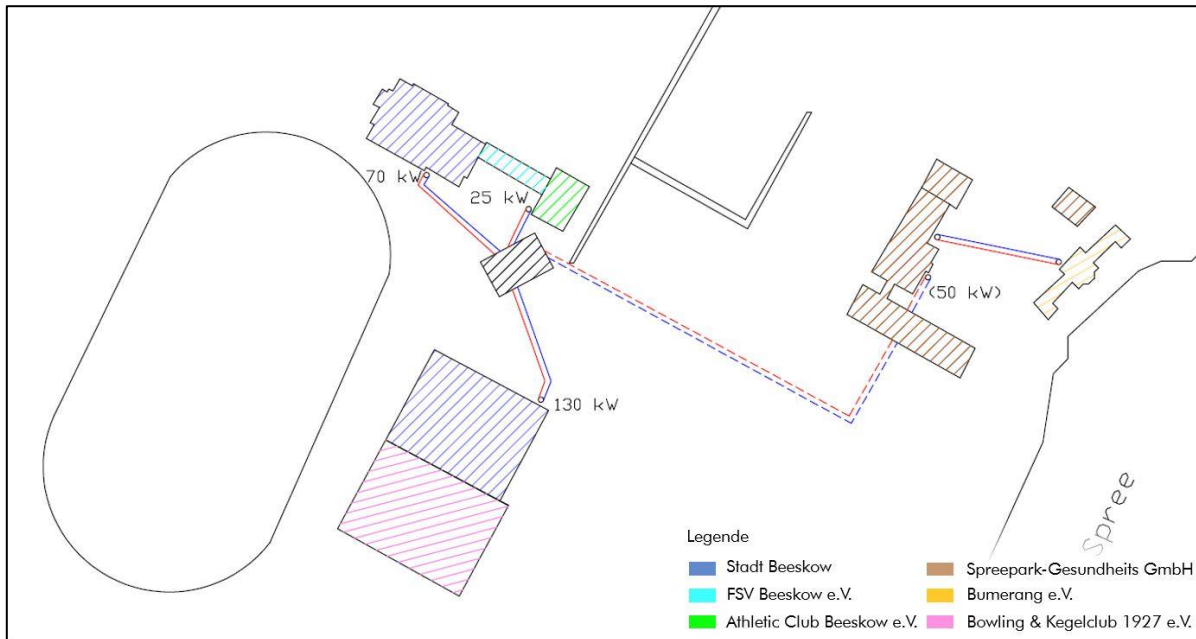 70 kW
25 kW
(50 kW)
130 kW
Spree
Legende
Stadt Beeskow
FSV Beeskow e.V.
Athletic Club Beeskow e.V.
Spreepark-Gesundheits GmbH
Bumerang e.V.
Bowling & Kegelclub 1927 e.V.